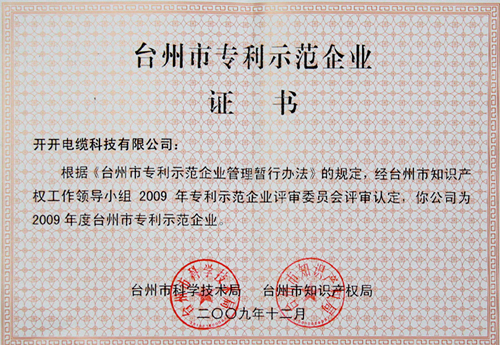 台州市专利示范企业
证 书
开开电缆科技有限公司：
根据《台州市专利示范企业管理暂行办法》的规定，经台州市知识产
权工作领导小组 2009 年专利示范企业评审委员会评审认定，你公司为
2009 年度台州市专利示范企业。
台州市科学技术局 台州市知识产权局
二〇〇九年十二月